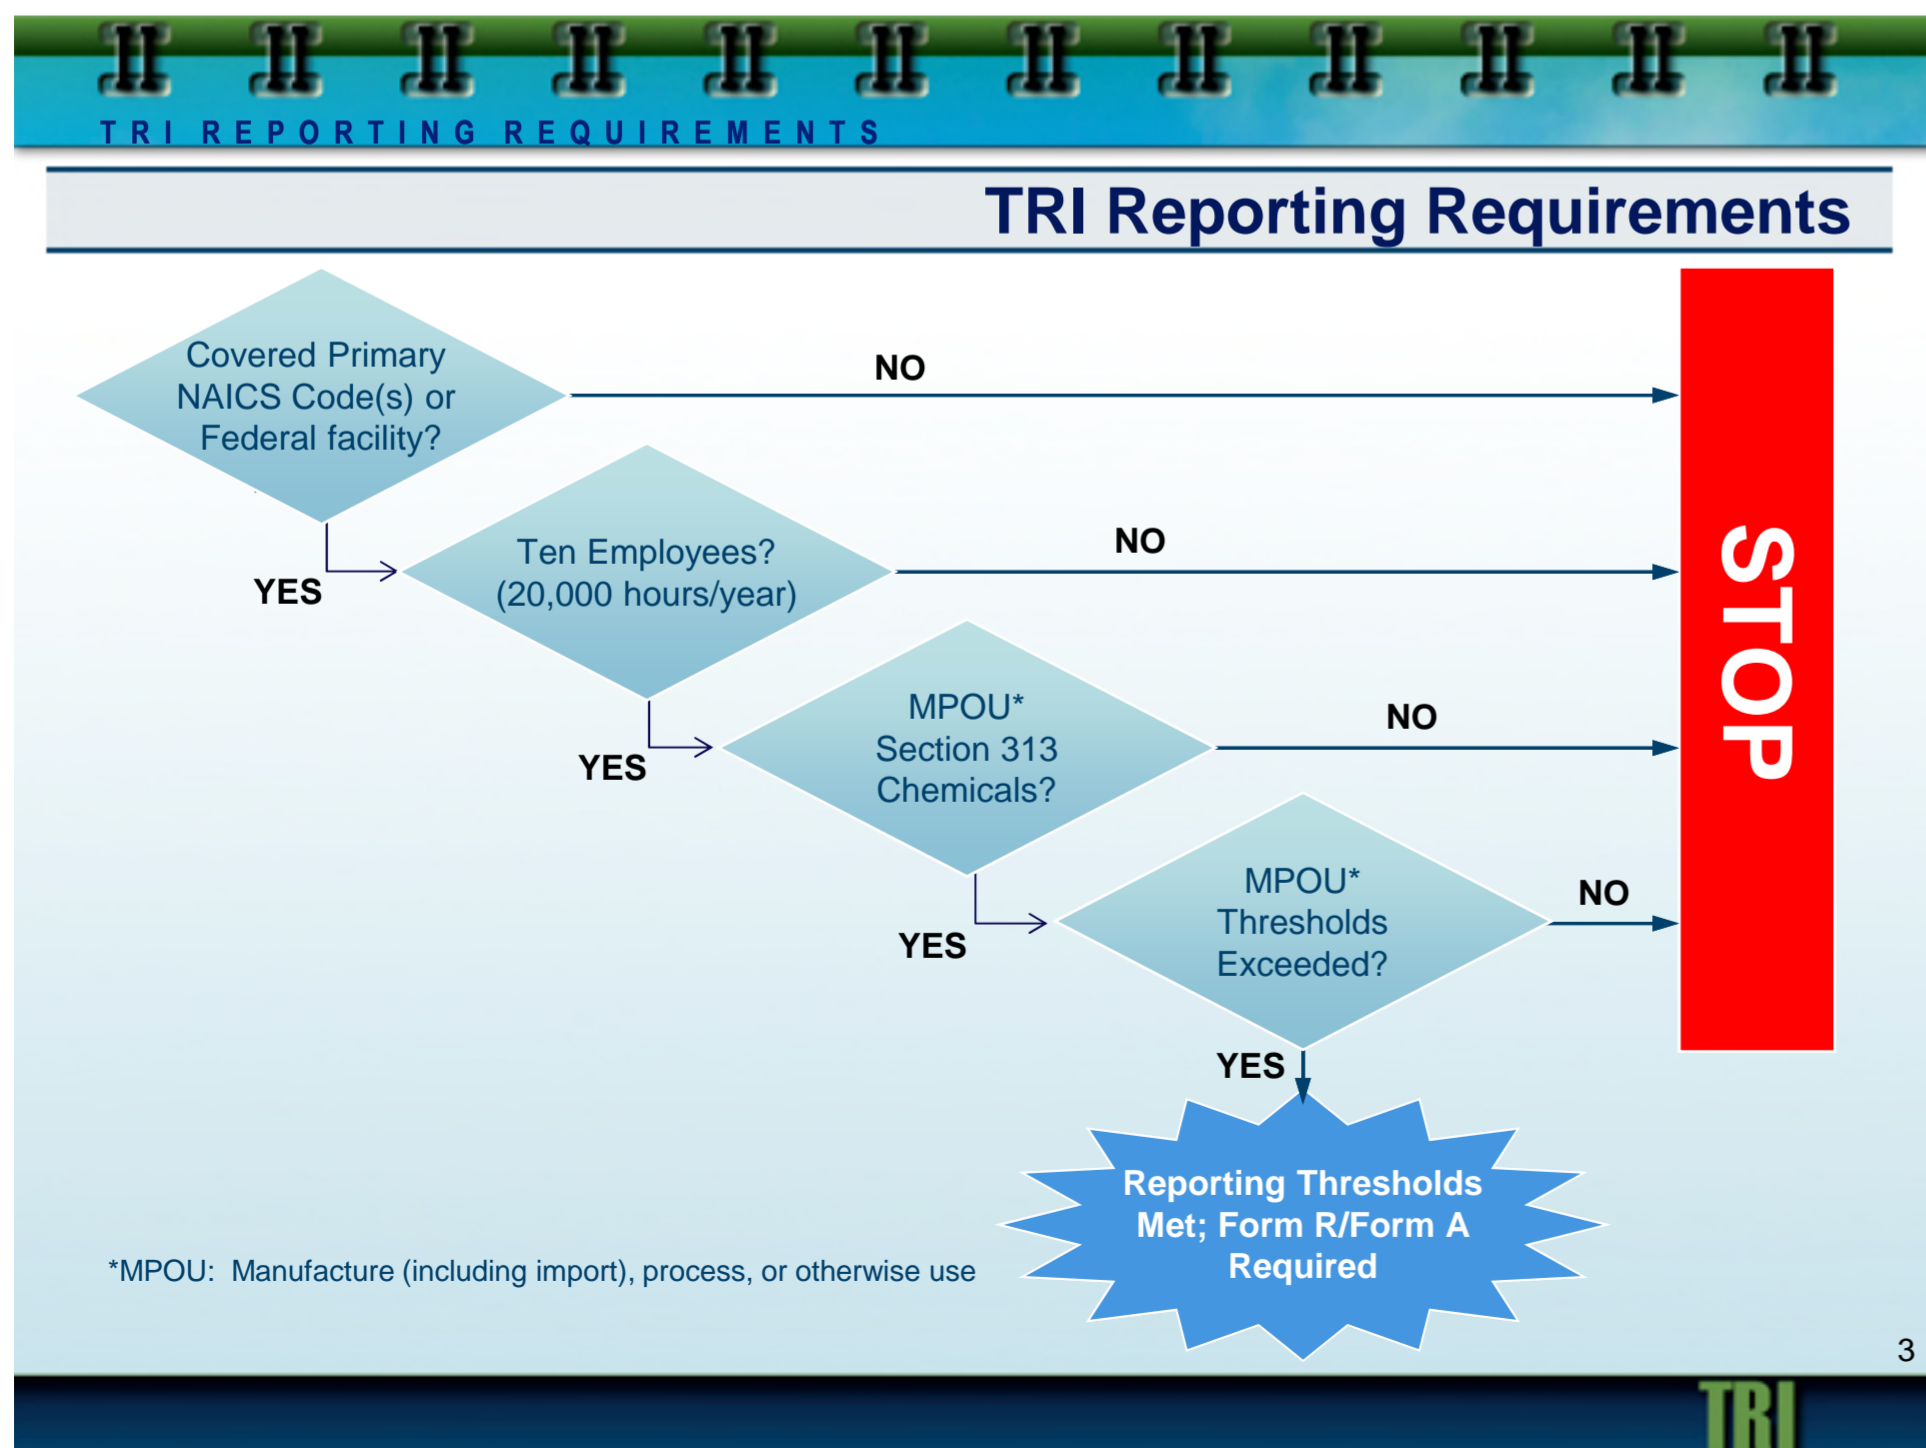 TRI REPORTING REQUIREMENTS
TRI Reporting Requirements
Covered Primary
NAICS Code(s) or
Federal facility?
NO
YES
Ten Employees?
(20,000 hours/year)
NO
YES
MPOU*
Section 313
Chemicals?
NO
YES
MPOU*
Thresholds
Exceeded?
NO
YES
STOP
Reporting Thresholds
Met; Form R/Form A
Required
*MPOU:  Manufacture (including import), process, or otherwise use
3
TRI